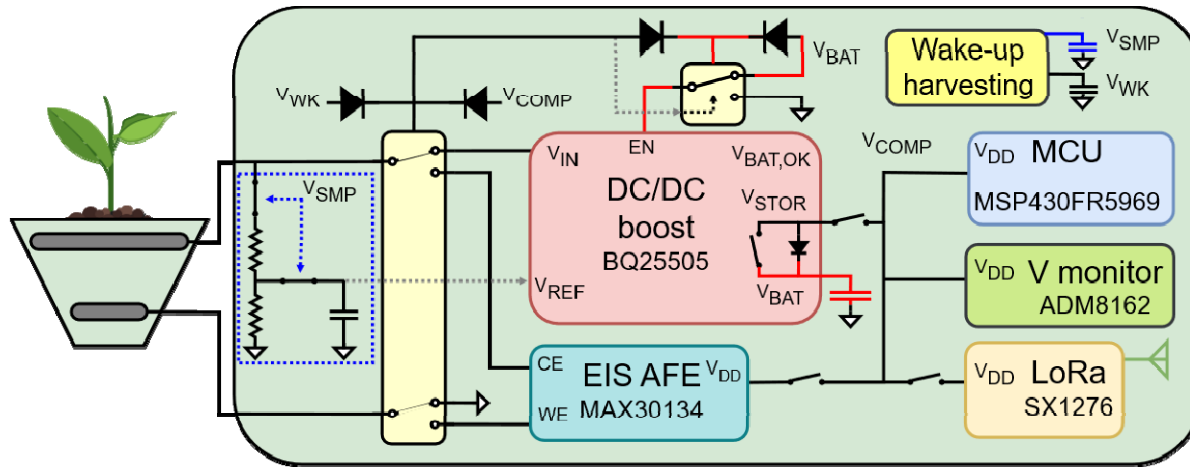 V_BAT
Wake-up
harvesting
V_SMP
V_WK
V_WK
V_COMP
V_SMP
EN
V_IN
V_BAT,OK
DC/DC
boost
BQ25505
V_STOR
V_REF
V_BAT
V_COMP
V_DD MCU
MSP430FR5969
V_DD V monitor
ADM8162
CE
EIS AFE V_DD
WE MAX30134
V_DD LoRa
SX1276